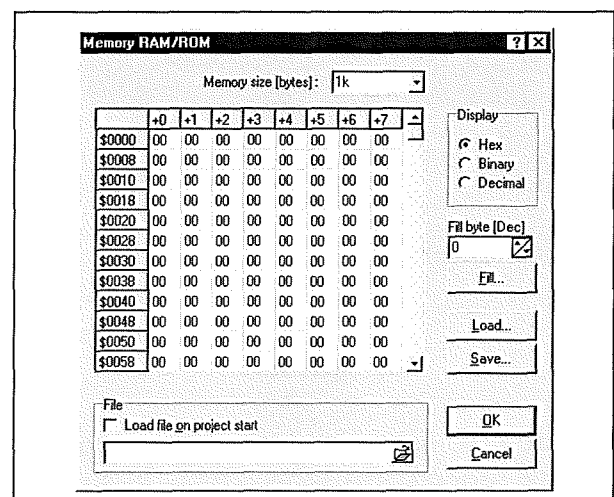 Memory RAM/ROM
Memory size [bytes]: 1k
+0 +1 +2 +3 +4 +5 +6 +7
$0000 00 00 00 00 00 00 00 00
$0008 00 00 00 00 00 00 00 00
$0010 00 00 00 00 00 00 00 00
$0018 00 00 00 00 00 00 00 00
$0020 00 00 00 00 00 00 00 00
$0028 00 00 00 00 00 00 00 00
$0030 00 00 00 00 00 00 00 00
$0038 00 00 00 00 00 00 00 00
$0040 00 00 00 00 00 00 00 00
$0048 00 00 00 00 00 00 00 00
$0050 00 00 00 00 00 00 00 00
$0058 00 00 00 00 00 00 00 00
Display
Hex
Binary
Decimal
Fill byte [Dec]
0
Fill...
Load...
Save...
File
Load file on project start
OK
Cancel